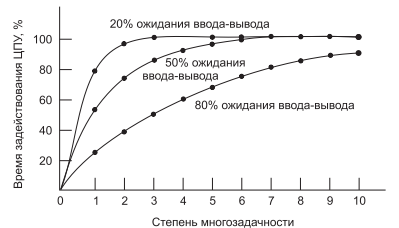 Время задействования ЦПУ, %
20% ожидания ввода-вывода
50% ожидания
ввода-вывода
80% ожидания ввода-вывода
100
80
60
40
20
0 1 2 3 4 5 6 7 8 9 10
Степень многозадачности